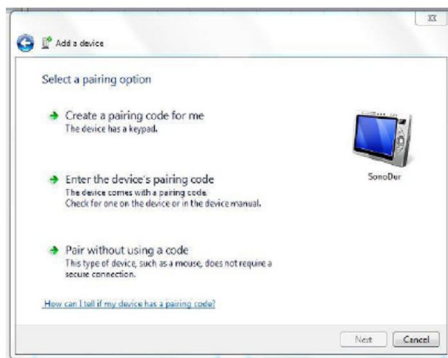 Add a device
Select a pairing option
Create a pairing code for me
The device has a keypad.
SonoDur
Enter the device's pairing code
The device comes with a pairing code.
Check for one on the device or in the device manual.
Pair without using a code
This type of device, such as a mouse, does not require a
secure connection.
How can I tell if my device has a pairing code?
Next
Cancel